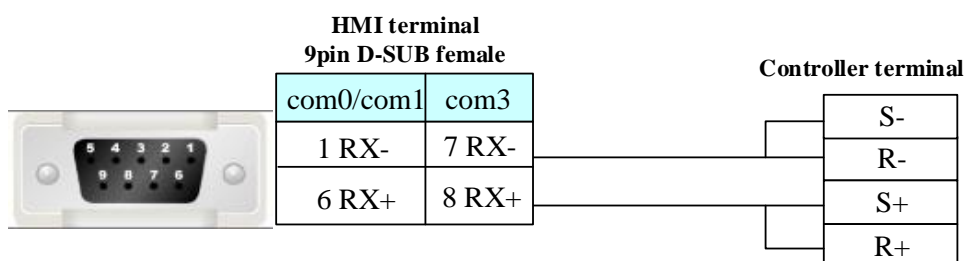 HMI terminal
9pin D-SUB female
Controller terminal
com0/com1 com3
1 RX- 7 RX-
6 RX+ 8 RX+
5 4 3 2 1
9 8 7 6
S-
R-
S+
R+